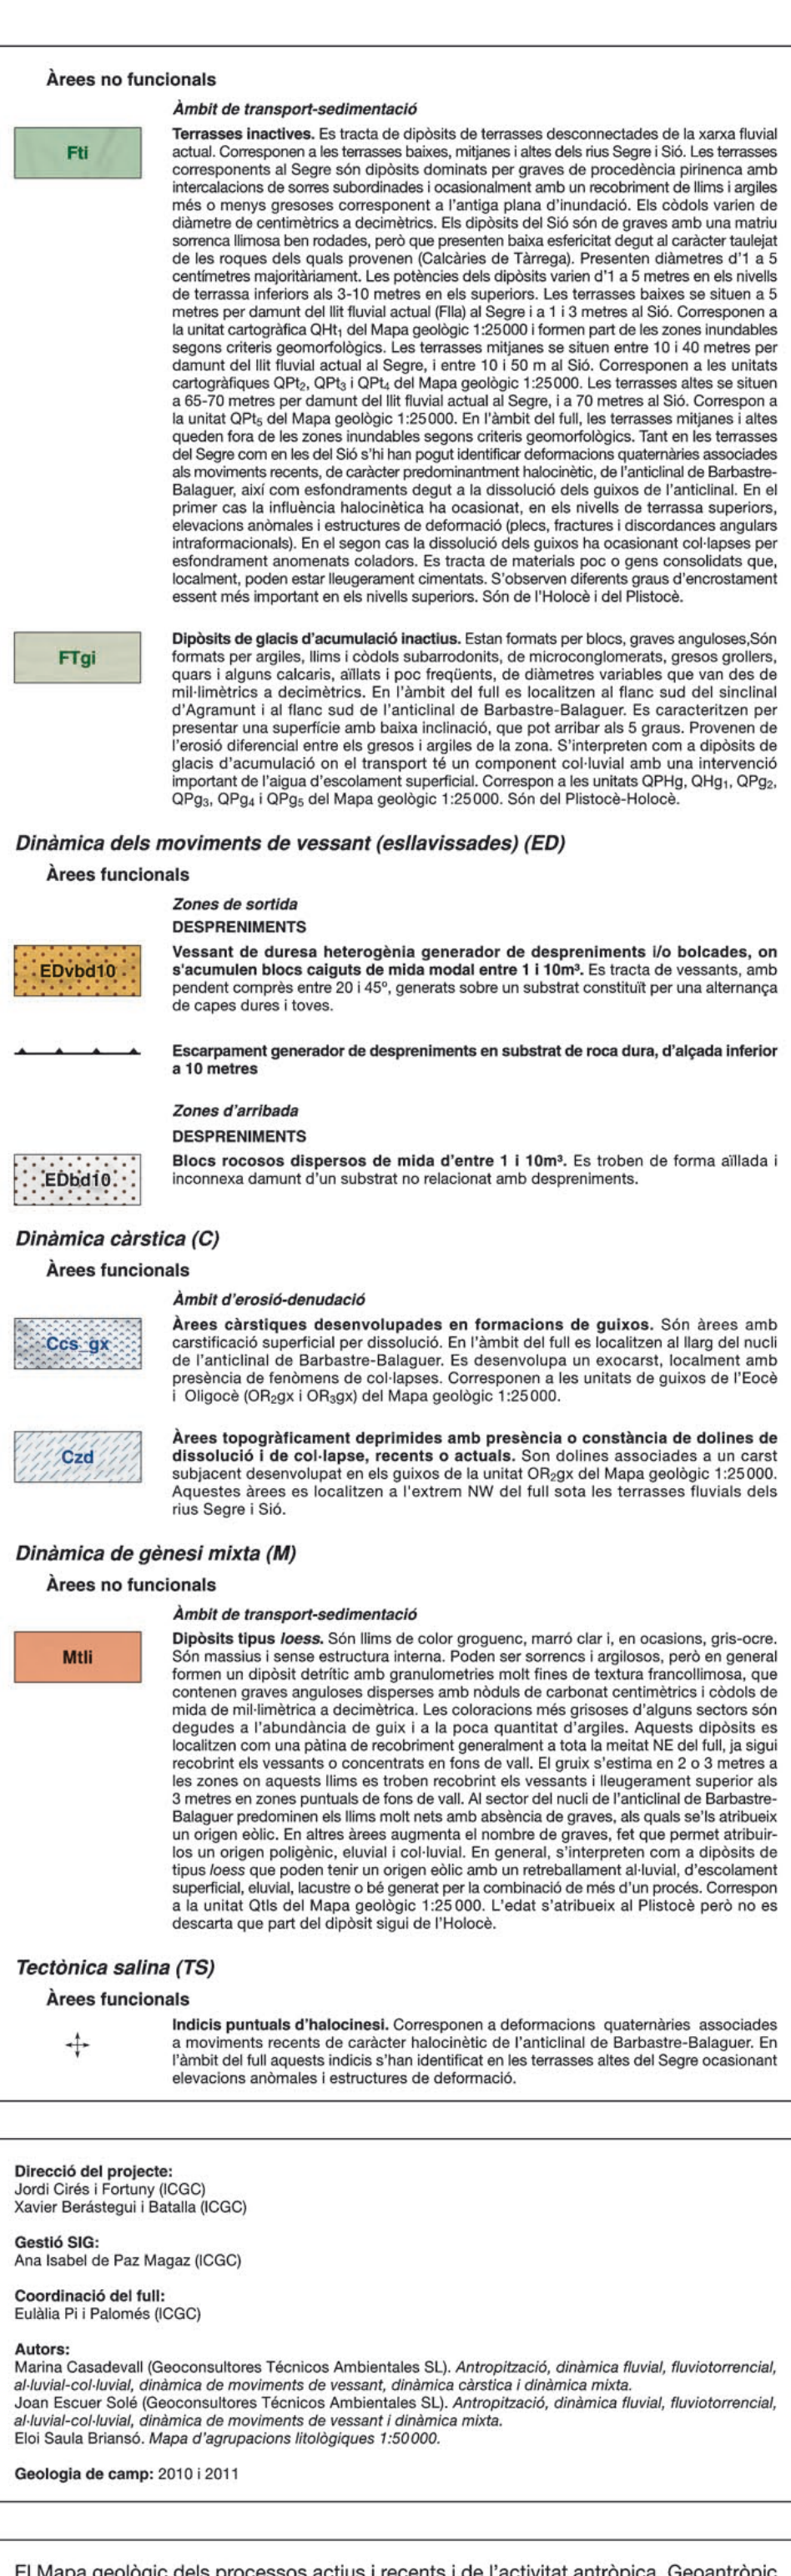 Àrees no funcionals
Àmbit de transport-sedimentació
Fti
Terrasses inactives. Es tracta de dipòsits de terrasses desconnectades de la xarxa fluvial
actual. Corresponen a les terrasses baixes, mitjanes i altes dels rius Segre i Sió. Les terrasses
corresponents al Segre són dipòsits dominats per graves de procedència pirinenca amb
intercalacions de sorres subordinades i ocasionalment amb un recobriment de llims i argiles
més o menys gresoses corresponent a l'antiga plana d'inundació. Els còdols varien de
diàmetre de centimètrics a decimètrics. Els dipòsits del Sió són de graves amb una matriu
sorrenca llimosa ben rodades, però que presenten baixa esfericitat degut al caràcter taulejat
de les roques dels quals provenen (Calcàries de Tàrrega). Presenten diàmetres d'1 a 5
centímetres majoritàriament. Les potències dels dipòsits varien d'1 a 5 metres en els nivells
de terrassa inferiors als 3-10 metres en els superiors. Les terrasses baixes se situen a 5
metres per damunt del llit fluvial actual (Flla) al Segre i a 1 i 3 metres al Sió. Corresponen a
la unitat cartogràfica QHt₁ del Mapa geològic 1:25000 i formen part de les zones inundables
segons criteris geomorfològics. Les terrasses mitjanes se situen entre 10 i 40 metres per
damunt del llit fluvial actual al Segre, i entre 10 i 50 m al Sió. Corresponen a les unitats
cartogràfiques QPt₂, QPt₃ i QPt₄ del Mapa geològic 1:25000. Les terrasses altes se situen
a 65-70 metres per damunt del llit fluvial actual al Segre, i a 70 metres al Sió. Correspon a
la unitat QPt₅ del Mapa geològic 1:25000. En l'àmbit del full, les terrasses mitjanes i altes
queden fora de les zones inundables segons criteris geomorfològics. Tant en les terrasses
del Segre com en les del Sió s'hi han pogut identificar deformacions quaternàries associades
als moviments recents, de caràcter predominantment halocinètic, de l'anticlinal de Barbastre-
Balaguer, així com esfondraments degut a la dissolució dels guixos de l'anticlinal. En el
primer cas la influència halocinètica ha ocasionat, en els nivells de terrassa superiors,
elevacions anòmales i estructures de deformació (plecs, fractures i discordances angulars
intraformacionals). En el segon cas la dissolució dels guixos ha ocasionant col·lapses per
esfondrament anomenats coladors. Es tracta de materials poc o gens consolidats que,
localment, poden estar lleugerament cimentats. S'observen diferents graus d'encrostament
essent més important en els nivells superiors. Són de l'Holocè i del Plistocè.
FTgi
Dipòsits de glacis d'acumulació inactius. Estan formats per blocs, graves anguloses,Són
formats per argiles, llims i còdols subarrodonits, de microconglomerats, gresos grollers,
quars i alguns calcaris, aïllats i poc freqüents, de diàmetres variables que van des de
mil·limètrics a decimètrics. En l'àmbit del full es localitzen al flanc sud del sinclinal
d'Agramunt i al flanc sud de l'anticlinal de Barbastre-Balaguer. Es caracteritzen per
presentar una superfície amb baixa inclinació, que pot arribar als 5 graus. Provenen de
l'erosió diferencial entre els gresos i argiles de la zona. S'interpreten com a dipòsits de
glacis d'acumulació on el transport té un component col·luvial amb una intervenció
important de l'aigua d'escolament superficial. Correspon a les unitats QPHg, QHg₁, QPg₂,
QPg₃, QPg₄ i QPg₅ del Mapa geològic 1:25000. Són del Plistocè-Holocè.
Dinàmica dels moviments de vessant (esllavissades) (ED)
Àrees funcionals
Zones de sortida
DESPRENIMENTS
EDvbd10
Vessant de duresa heterogènia generador de despreniments i/o bolcades, on
s'acumulen blocs caiguts de mida modal entre 1 i 10m³. Es tracta de vessants, amb
pendent comprès entre 20 i 45º, generats sobre un substrat constituït per una alternança
de capes dures i toves.
Escarpament generador de despreniments en substrat de roca dura, d'alçada inferior
a 10 metres
Zones d'arribada
DESPRENIMENTS
EDbd10
Blocs rocosos dispersos de mida d'entre 1 i 10m³. Es troben de forma aïllada i
inconnexa damunt d'un substrat no relacionat amb despreniments.
Dinàmica càrstica (C)
Àrees funcionals
Àmbit d'erosió-denudació
Ccs_gx
Àrees càrstiques desenvolupades en formacions de guixos. Són àrees amb
carstificació superficial per dissolució. En l'àmbit del full es localitzen al llarg del nucli
de l'anticlinal de Barbastre-Balaguer. Es desenvolupa un exocarst, localment amb
presència de fenòmens de col·lapses. Corresponen a les unitats de guixos de l'Eocè
i Oligocè (OR₂gx i OR₃gx) del Mapa geològic 1:25000.
Czd
Àrees topogràficament deprimides amb presència o constància de dolines de
dissolució i de col·lapse, recents o actuals. Son dolines associades a un carst
subjacent desenvolupat en els guixos de la unitat OR₂gx del Mapa geològic 1:25000.
Aquestes àrees es localitzen a l'extrem NW del full sota les terrasses fluvials dels
rius Segre i Sió.
Dinàmica de gènesi mixta (M)
Àrees no funcionals
Àmbit de transport-sedimentació
Mtli
Dipòsits tipus loess. Són llims de color groguenc, marró clar i, en ocasions, gris-ocre.
Són massius i sense estructura interna. Poden ser sorrencs i argilosos, però en general
formen un dipòsit detrític amb granulometries molt fines de textura francollimosa, que
contenen graves anguloses disperses amb nòduls de carbonat centimètrics i còdols de
mida de mil·limètrica a decimètrica. Les coloracions més grisoses d'alguns sectors són
degudes a l'abundància de guix i a la poca quantitat d'argiles. Aquests dipòsits es
localitzen com una pàtina de recobriment generalment a tota la meitat NE del full, ja sigui
recobrint els vessants o concentrats en fons de vall. El gruix s'estima en 2 o 3 metres a
les zones on aquests llims es troben recobrint els vessants i lleugerament superior als
3 metres en zones puntuals de fons de vall. Al sector del nucli de l'anticlinal de Barbastre-
Balaguer predominen els llims molt nets amb absència de graves, als quals se'ls atribueix
un origen eòlic. En altres àrees augmenta el nombre de graves, fet que permet atribuir-
los un origen poligènic, eluvial i col·luvial. En general, s'interpreten com a dipòsits de
tipus loess que poden tenir un origen eòlic amb un retreballament al·luvial, d'escolament
superficial, eluvial, lacustre o bé generat per la combinació de més d'un procés. Correspon
a la unitat Qtls del Mapa geològic 1:25000. L'edat s'atribueix al Plistocè però no es
descarta que part del dipòsit sigui de l'Holocè.
Tectònica salina (TS)
Àrees funcionals
Indicis puntuals d'halocinesi. Corresponen a deformacions quaternàries associades
a moviments recents de caràcter halocinètic de l'anticlinal de Barbastre-Balaguer. En
l'àmbit del full aquests indicis s'han identificat en les terrasses altes del Segre ocasionant
elevacions anòmales i estructures de deformació.
Direcció del projecte:
Jordi Cirés i Fortuny (ICGC)
Xavier Berástegui i Batalla (ICGC)
Gestió SIG:
Ana Isabel de Paz Magaz (ICGC)
Coordinació del full:
Eulàlia Pi i Palomés (ICGC)
Autors:
Marina Casadevall (Geoconsultores Técnicos Ambientales SL). Antropització, dinàmica fluvial, fluviotorrencial,
al·luvial-col·luvial, dinàmica de moviments de vessant, dinàmica càrstica i dinàmica mixta.
Joan Escuer Solé (Geoconsultores Técnicos Ambientales SL). Antropització, dinàmica fluvial, fluviotorrencial,
al·luvial-col·luvial, dinàmica de moviments de vessant i dinàmica mixta.
Eloi Saula Briansó. Mapa d'agrupacions litològiques 1:50000.
Geologia de camp: 2010 i 2011
El Mapa geològic dels processos actius i recents i de l'activitat antròpica. Geoantròpic